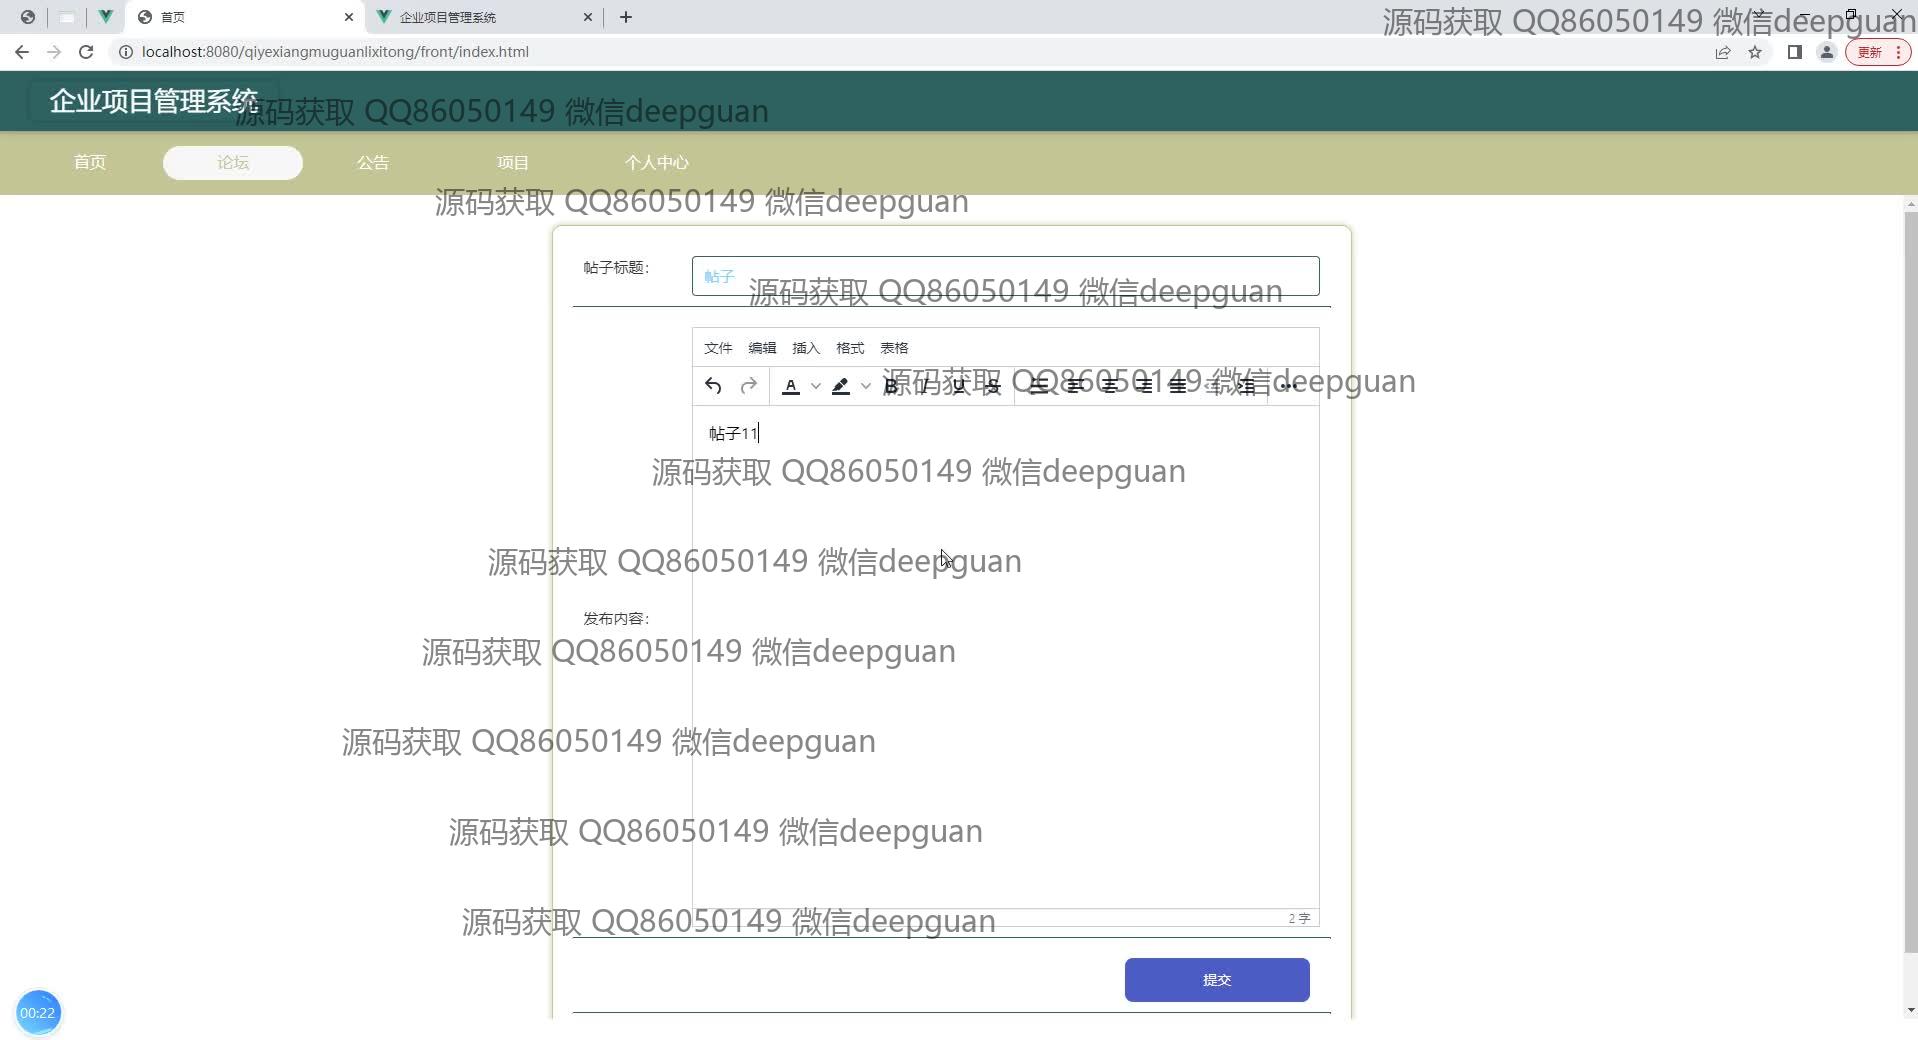 首页
企业项目管理系统
源码获取 QQ86050149 微信deepguan
localhost:8080/qiyexiangmuguanlixitong/front/index.html
更新
企业项目管理系统
源码获取 QQ86050149 微信deepguan
首页 论坛 公告 项目 个人中心
源码获取 QQ86050149 微信deepguan
帖子标题：
帖子
源码获取 QQ86050149 微信deepguan
文件 编辑 插入 格式 表格
源码获取 QQ86050149 微信deepguan
帖子11
源码获取 QQ86050149 微信deepguan
源码获取 QQ86050149 微信deepguan
发布内容：
源码获取 QQ86050149 微信deepguan
源码获取 QQ86050149 微信deepguan
源码获取 QQ86050149 微信deepguan
源码获取 QQ86050149 微信deepguan
2 字
提交
00:22